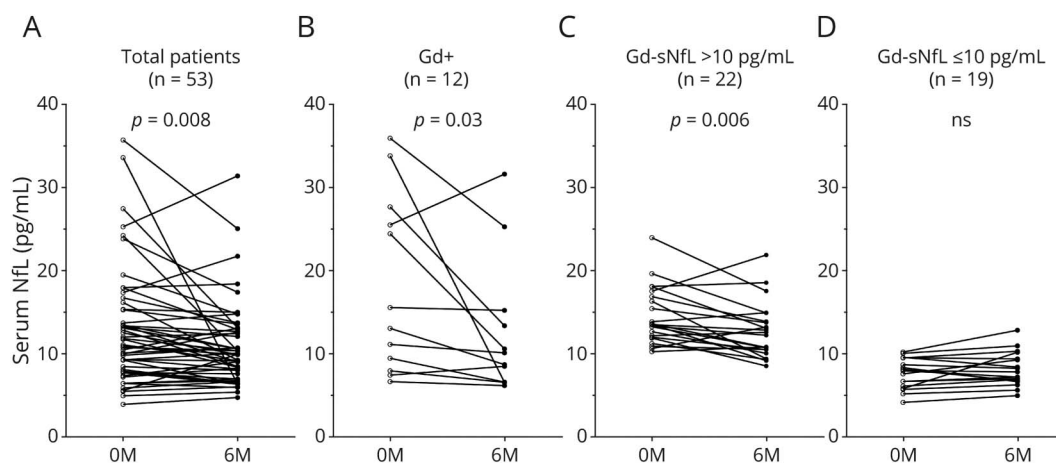 A
Total patients
(n = 53)
p = 0.008
Serum NfL (pg/mL)
40
30
20
10
0
0M
6M
B
Gd+
(n = 12)
p = 0.03
40
30
20
10
0
0M
6M
C
Gd-sNfL >10 pg/mL
(n = 22)
p = 0.006
40
30
20
10
0
0M
6M
D
Gd-sNfL ≤10 pg/mL
(n = 19)
ns
40
30
20
10
0
0M
6M